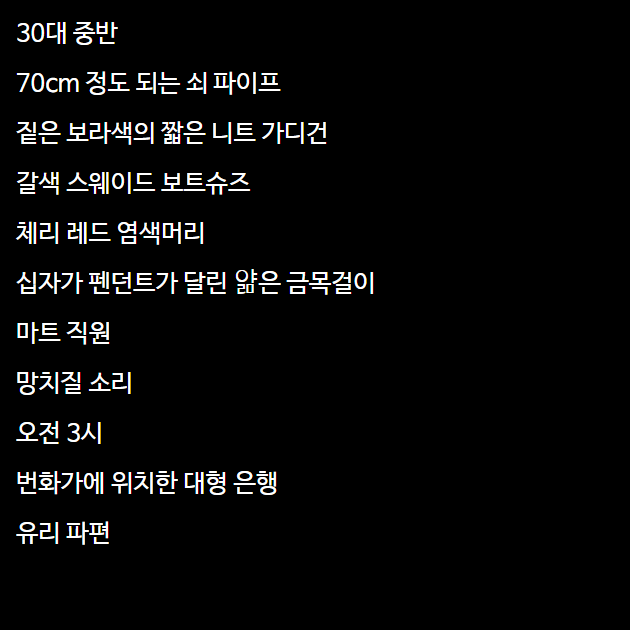 30대 중반
70cm 정도 되는 쇠 파이프
짙은 보라색의 짧은 니트 가디건
갈색 스웨이드 보트슈즈
체리 레드 염색머리
십자가 펜던트가 달린 얇은 금목걸이
마트 직원
망치질 소리
오전 3시
번화가에 위치한 대형 은행
유리 파편